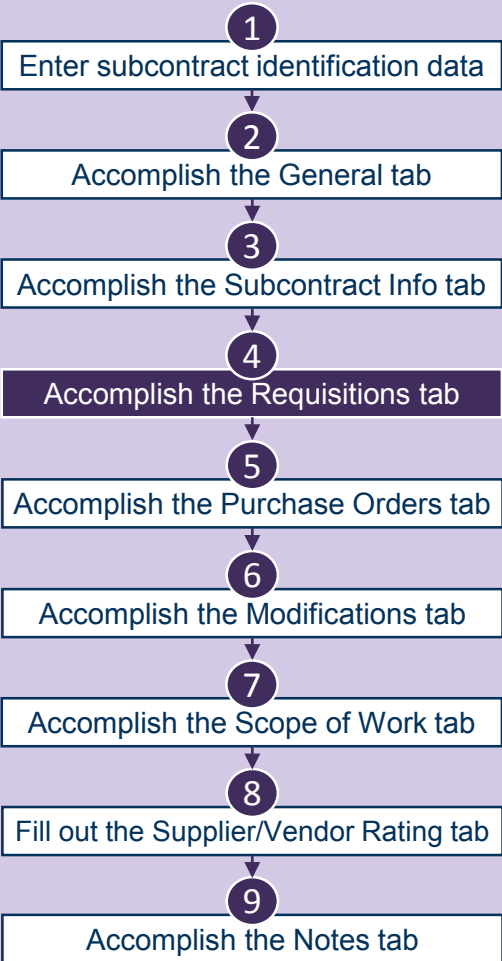 1
Enter subcontract identification data
2
Accomplish the General tab
3
Accomplish the Subcontract Info tab
4
Accomplish the Requisitions tab
5
Accomplish the Purchase Orders tab
6
Accomplish the Modifications tab
7
Accomplish the Scope of Work tab
8
Fill out the Supplier/Vendor Rating tab
9
Accomplish the Notes tab